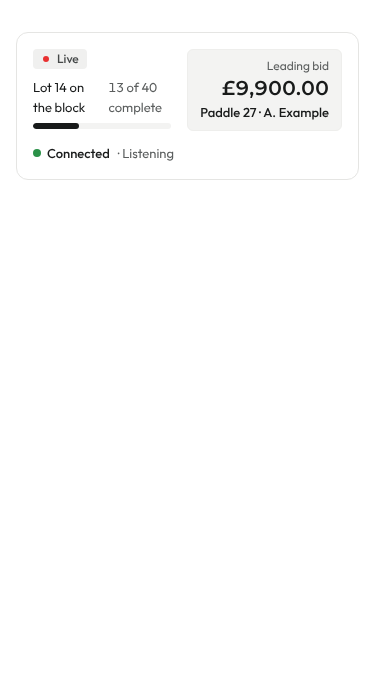 Live
Lot 14 on
the block
13 of 40
complete
Leading bid
£9,900.00
Paddle 27 · A. Example
Connected · Listening